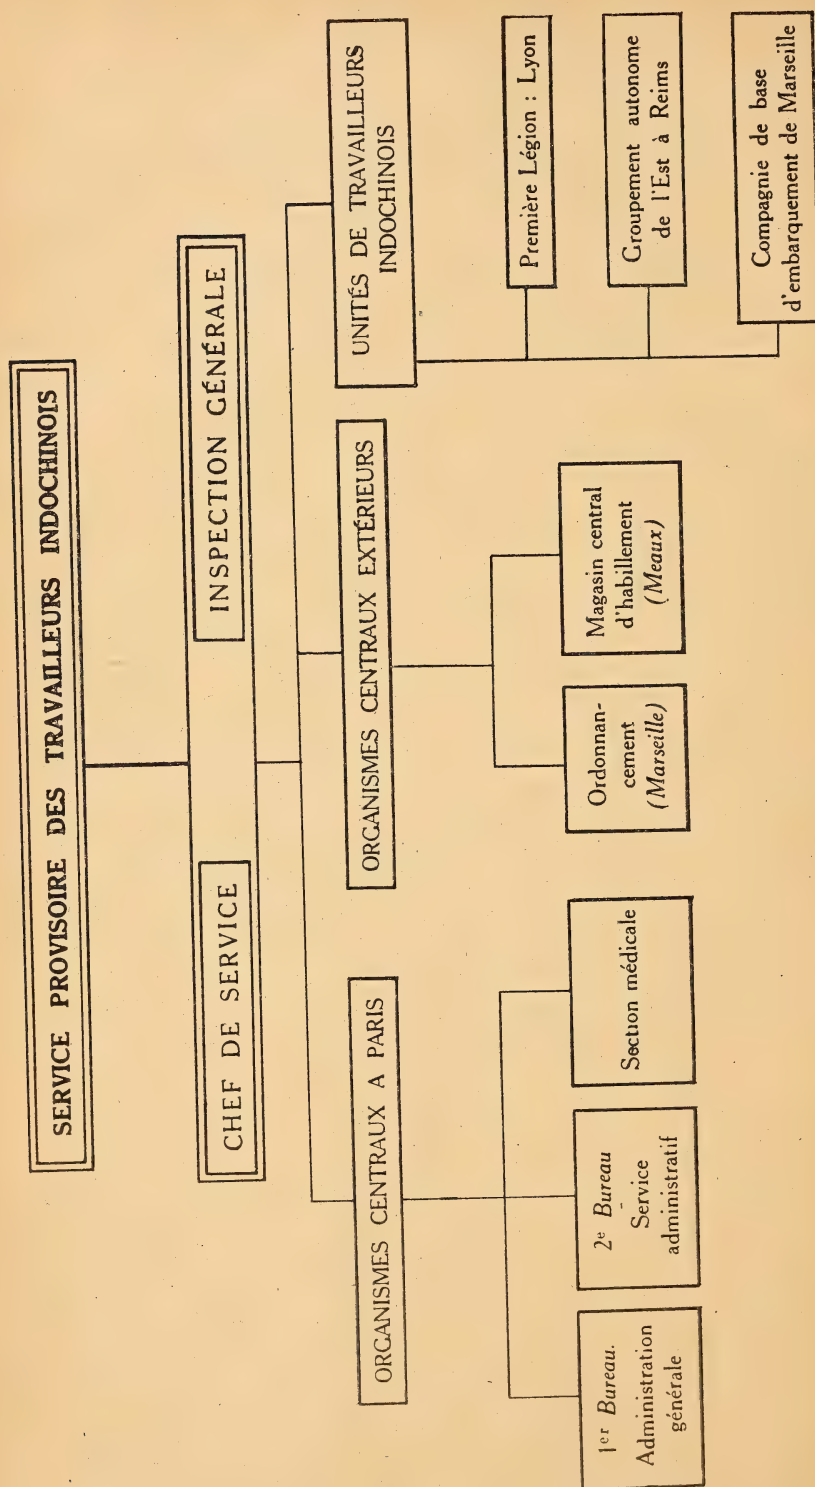 SERVICE PROVISOIRE DES TRAVAILLEURS INDOCHINOIS
CHEF DE SERVICE
INSPECTION GÉNÉRALE
ORGANISMES CENTRAUX A PARIS
ORGANISMES CENTRAUX EXTÉRIEURS
UNITÉS DE TRAVAILLEURS
INDOCHINOIS
1er Bureau.
Administration
générale
2e Bureau
Service
administratif
Section médicale
Ordonnan-
cement
(Marseille)
Magasin central
d'habillement
(Meaux)
Première Légion : Lyon
Groupement autonome
de l'Est à Reims
Compagnie de base
d'embarquement de Marseille